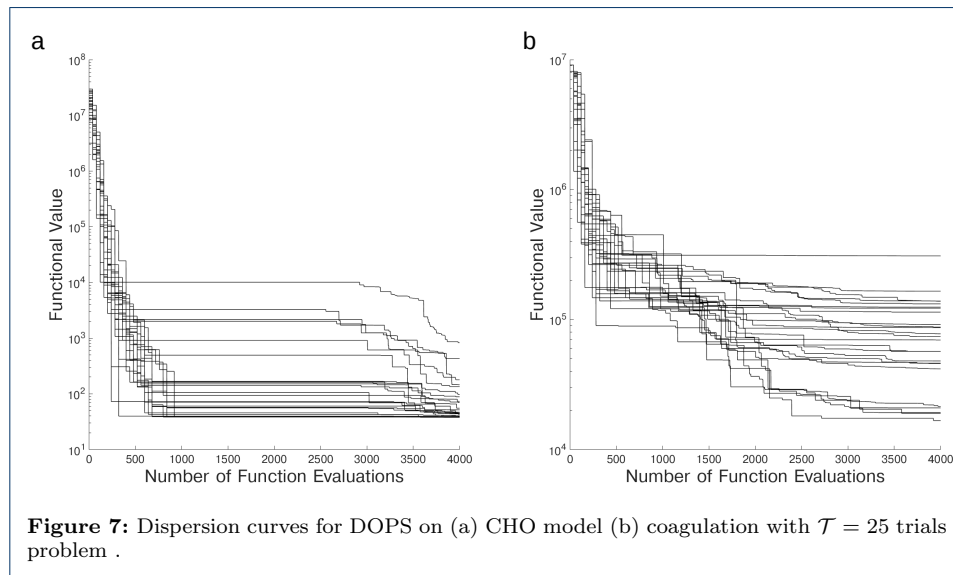 a
b
10^8
10^7
10^6
10^5
10^4
10^3
10^2
10^1
Functional Value
0 500 1000 1500 2000 2500 3000 3500 4000
Number of Function Evaluations
10^7
10^6
10^5
10^4
Functional Value
0 500 1000 1500 2000 2500 3000 3500 4000
Number of Function Evaluations
Figure 7: Dispersion curves for DOPS on (a) CHO model (b) coagulation with 𝒯 = 25 trials
problem .